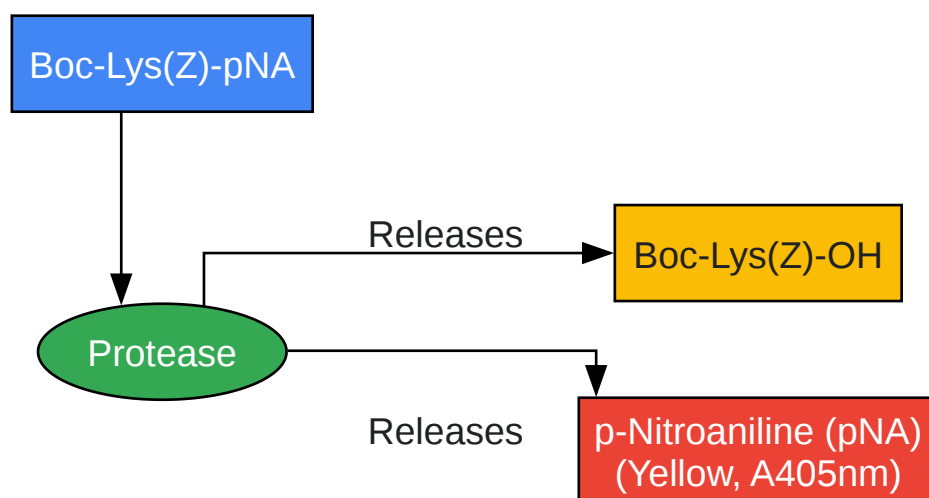 Boc-Lys(Z)-pNA
Releases
Boc-Lys(Z)-OH
Protease
Releases
p-Nitroaniline (pNA)
(Yellow, A405nm)